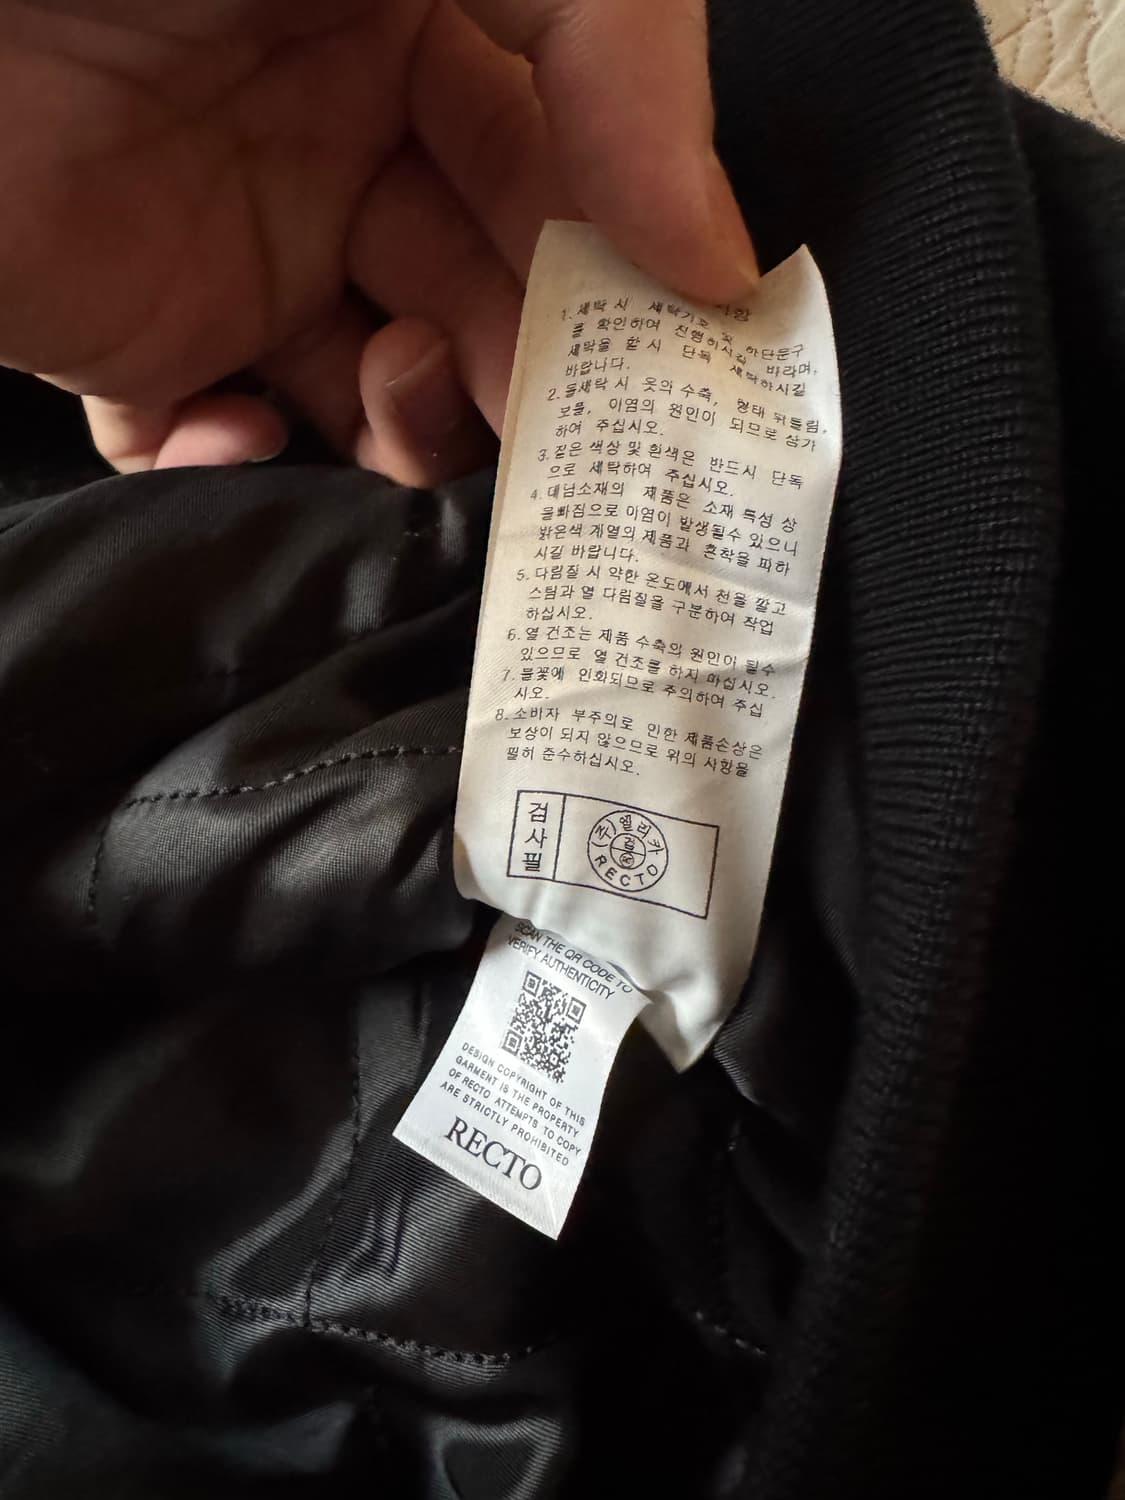 사항
1. 세탁 시 세탁기호 및 하단문구
를 확인하여 진행하시길 바라며,
세탁을 할 시 단독 세탁하시길
바랍니다.
2. 물세탁 시 옷의 수축, 형태 뒤틀림,
보풀, 이염의 원인이 되므로 삼가
하여 주십시오.
3. 짙은 색상 및 흰색은 반드시 단독
으로 세탁하여 주십시오.
4. 데님소재의 제품은 소재 특성 상
물빠짐으로 이염이 발생될수 있으니
밝은색 계열의 제품과 혼착을 피하
시길 바랍니다.
5. 다림질 시 약한 온도에서 천을 깔고
스팀과 열 다림질을 구분하여 작업
하십시오.
6. 열 건조는 제품 수축의 원인이 될수
있으므로 열 건조를 하지 마십시오.
7. 불꽃에 인화되므로 주의하여 주십
시오.
8. 소비자 부주의로 인한 제품손상은
보상이 되지 않으므로 위의 사항을
필히 준수하십시오.
검사필
(주)엘리카
RECTO
SCAN THE QR CODE TO
VERIFY AUTHENTICITY
DESIGN COPYRIGHT OF THIS
GARMENT IS THE PROPERTY
OF RECTO ATTEMPTS TO COPY
ARE STRICTLY PROHIBITED
RECTO